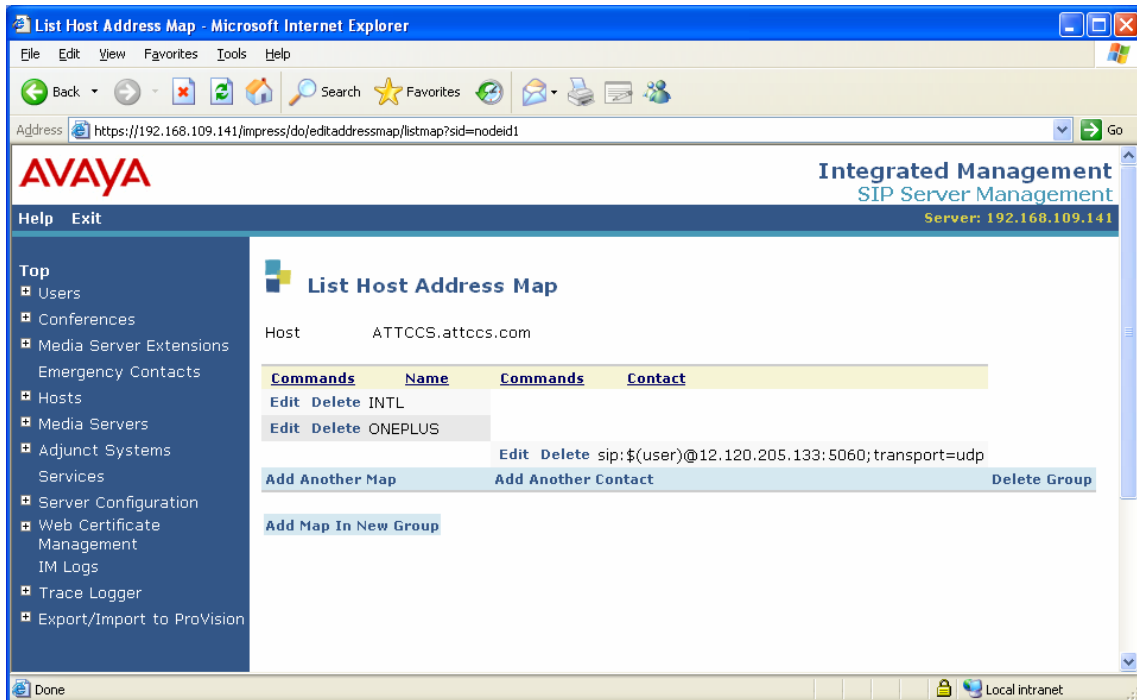 List Host Address Map - Microsoft Internet Explorer
File Edit View Favorites Tools Help
Back Search Favorites
Address https://192.168.109.141/impress/do/editaddressmap/listmap?sid=nodeid1 Go
AVAYA
Integrated Management
SIP Server Management
Help Exit
Server: 192.168.109.141
Top
Users
Conferences
Media Server Extensions
Emergency Contacts
Hosts
Media Servers
Adjunct Systems
Services
Server Configuration
Web Certificate
Management
IM Logs
Trace Logger
Export/Import to ProVision
List Host Address Map
Host ATTCCS.attccs.com
Commands Name Commands Contact
Edit Delete INTL
Edit Delete ONEPLUS
Edit Delete sip:$(user)@12.120.205.133:5060;transport=udp
Add Another Map Add Another Contact Delete Group
Add Map In New Group
Done Local intranet